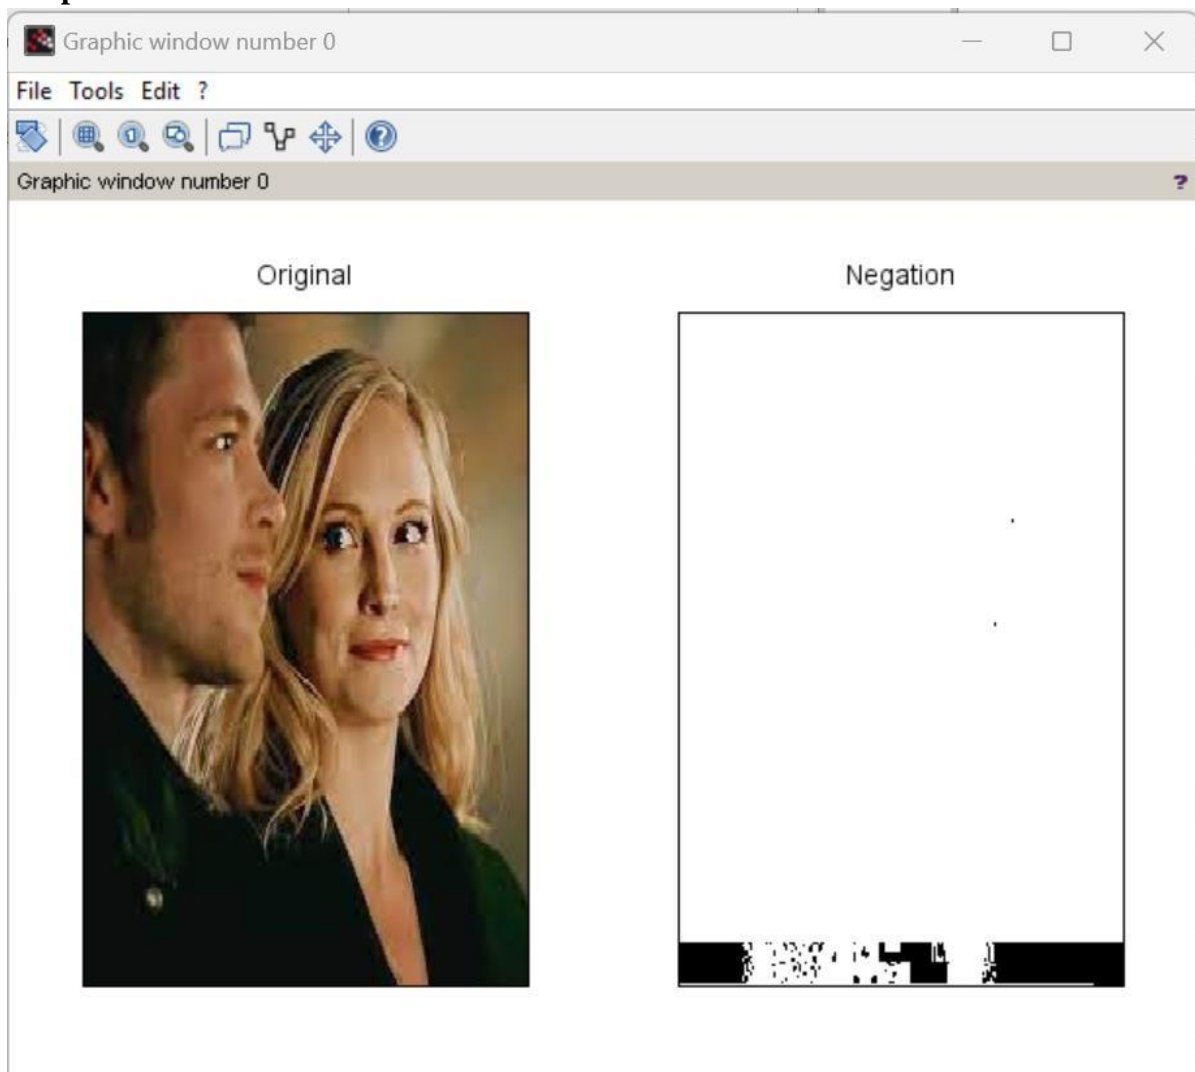 Graphic window number 0
File Tools Edit ?
Graphic window number 0 ?
Original Negation